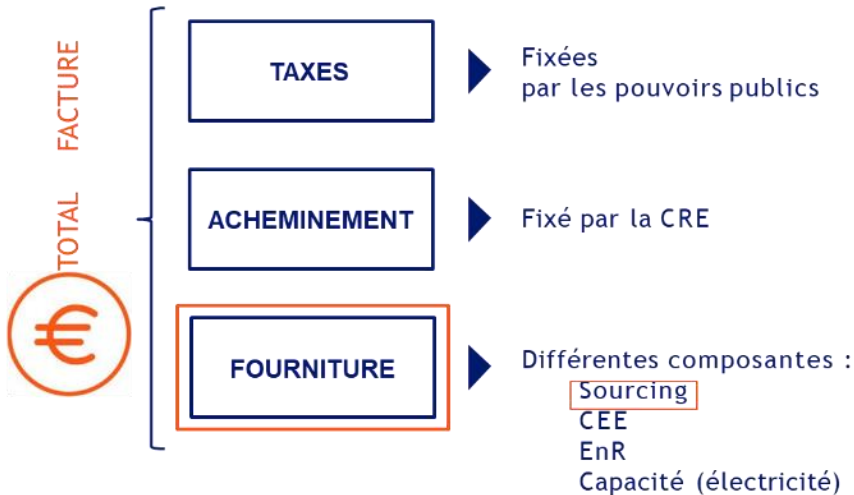 TOTAL FACTURE
€
TAXES
Fixées
par les pouvoirs publics
ACHEMINEMENT
Fixé par la CRE
FOURNITURE
Différentes composantes :
Sourcing
CEE
EnR
Capacité (électricité)